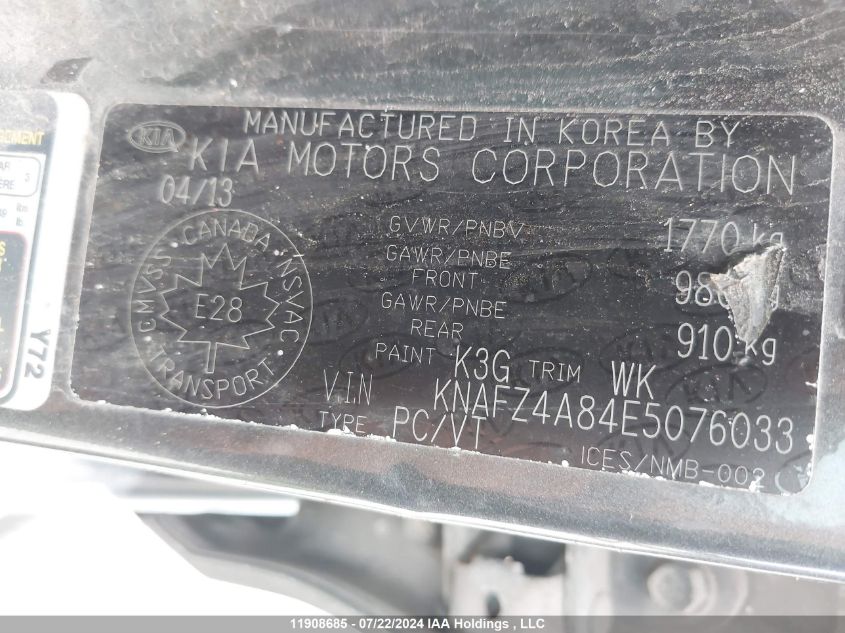 MANUFACTURED IN KOREA BY
KIA KIA MOTORS CORPORATION
04/13
GVWR/PNBV 1770 kg
GAWR/PNBE
FRONT
GAWR/PNBE
REAR 910 kg
PAINT K3G TRIM WK
VIN KNAFZ4A84E5076033
TYPE PC/VT
ICES/NMB-002
CANADA
CMVSS NSVAC
E28
TRANSPORT
Y72
11908685 - 07/22/2024 IAA Holdings , LLC